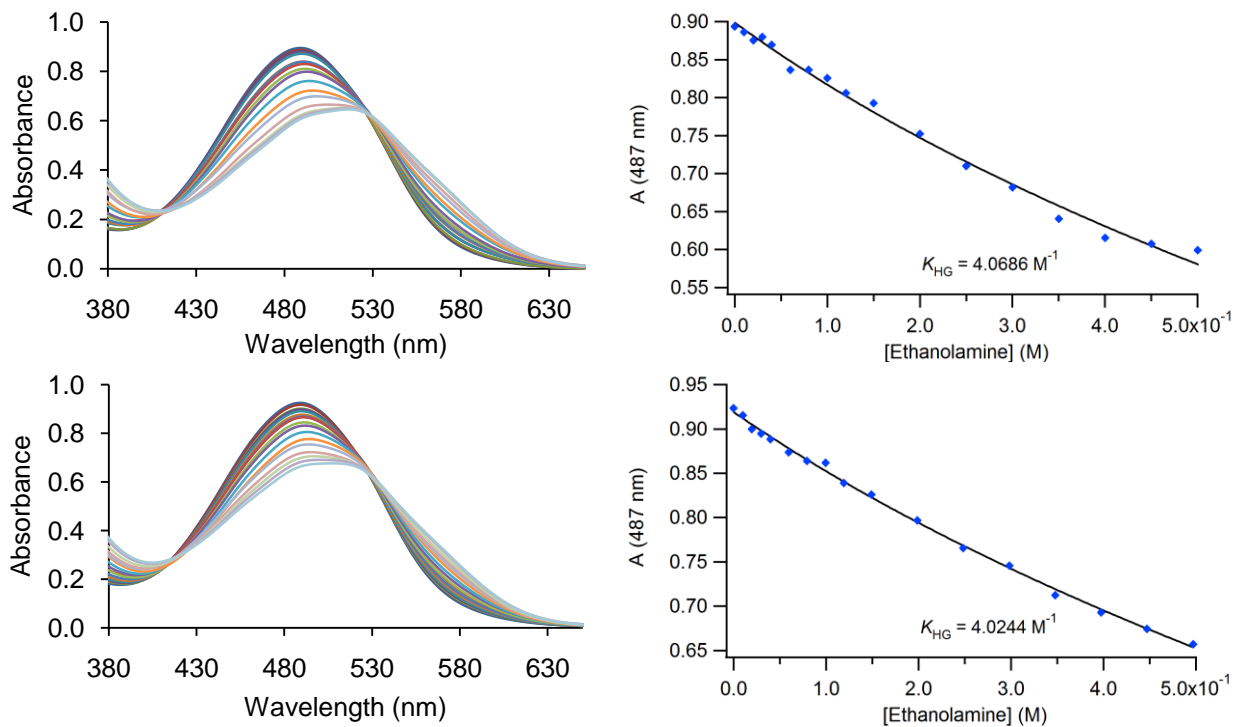 1.0
0.8
0.6
0.4
0.2
0.0
Absorbance
380 430 480 530 580 630
Wavelength (nm)
0.90
0.85
0.80
0.75
0.70
0.65
0.60
0.55
A (487 nm)
K_HG = 4.0686 M⁻¹
0.0 1.0 2.0 3.0 4.0 5.0x10⁻¹
[Ethanolamine] (M)
1.0
0.8
0.6
0.4
0.2
0.0
Absorbance
380 430 480 530 580 630
Wavelength (nm)
0.95
0.90
0.85
0.80
0.75
0.70
0.65
A (487 nm)
K_HG = 4.0244 M⁻¹
0.0 1.0 2.0 3.0 4.0 5.0x10⁻¹
[Ethanolamine] (M)